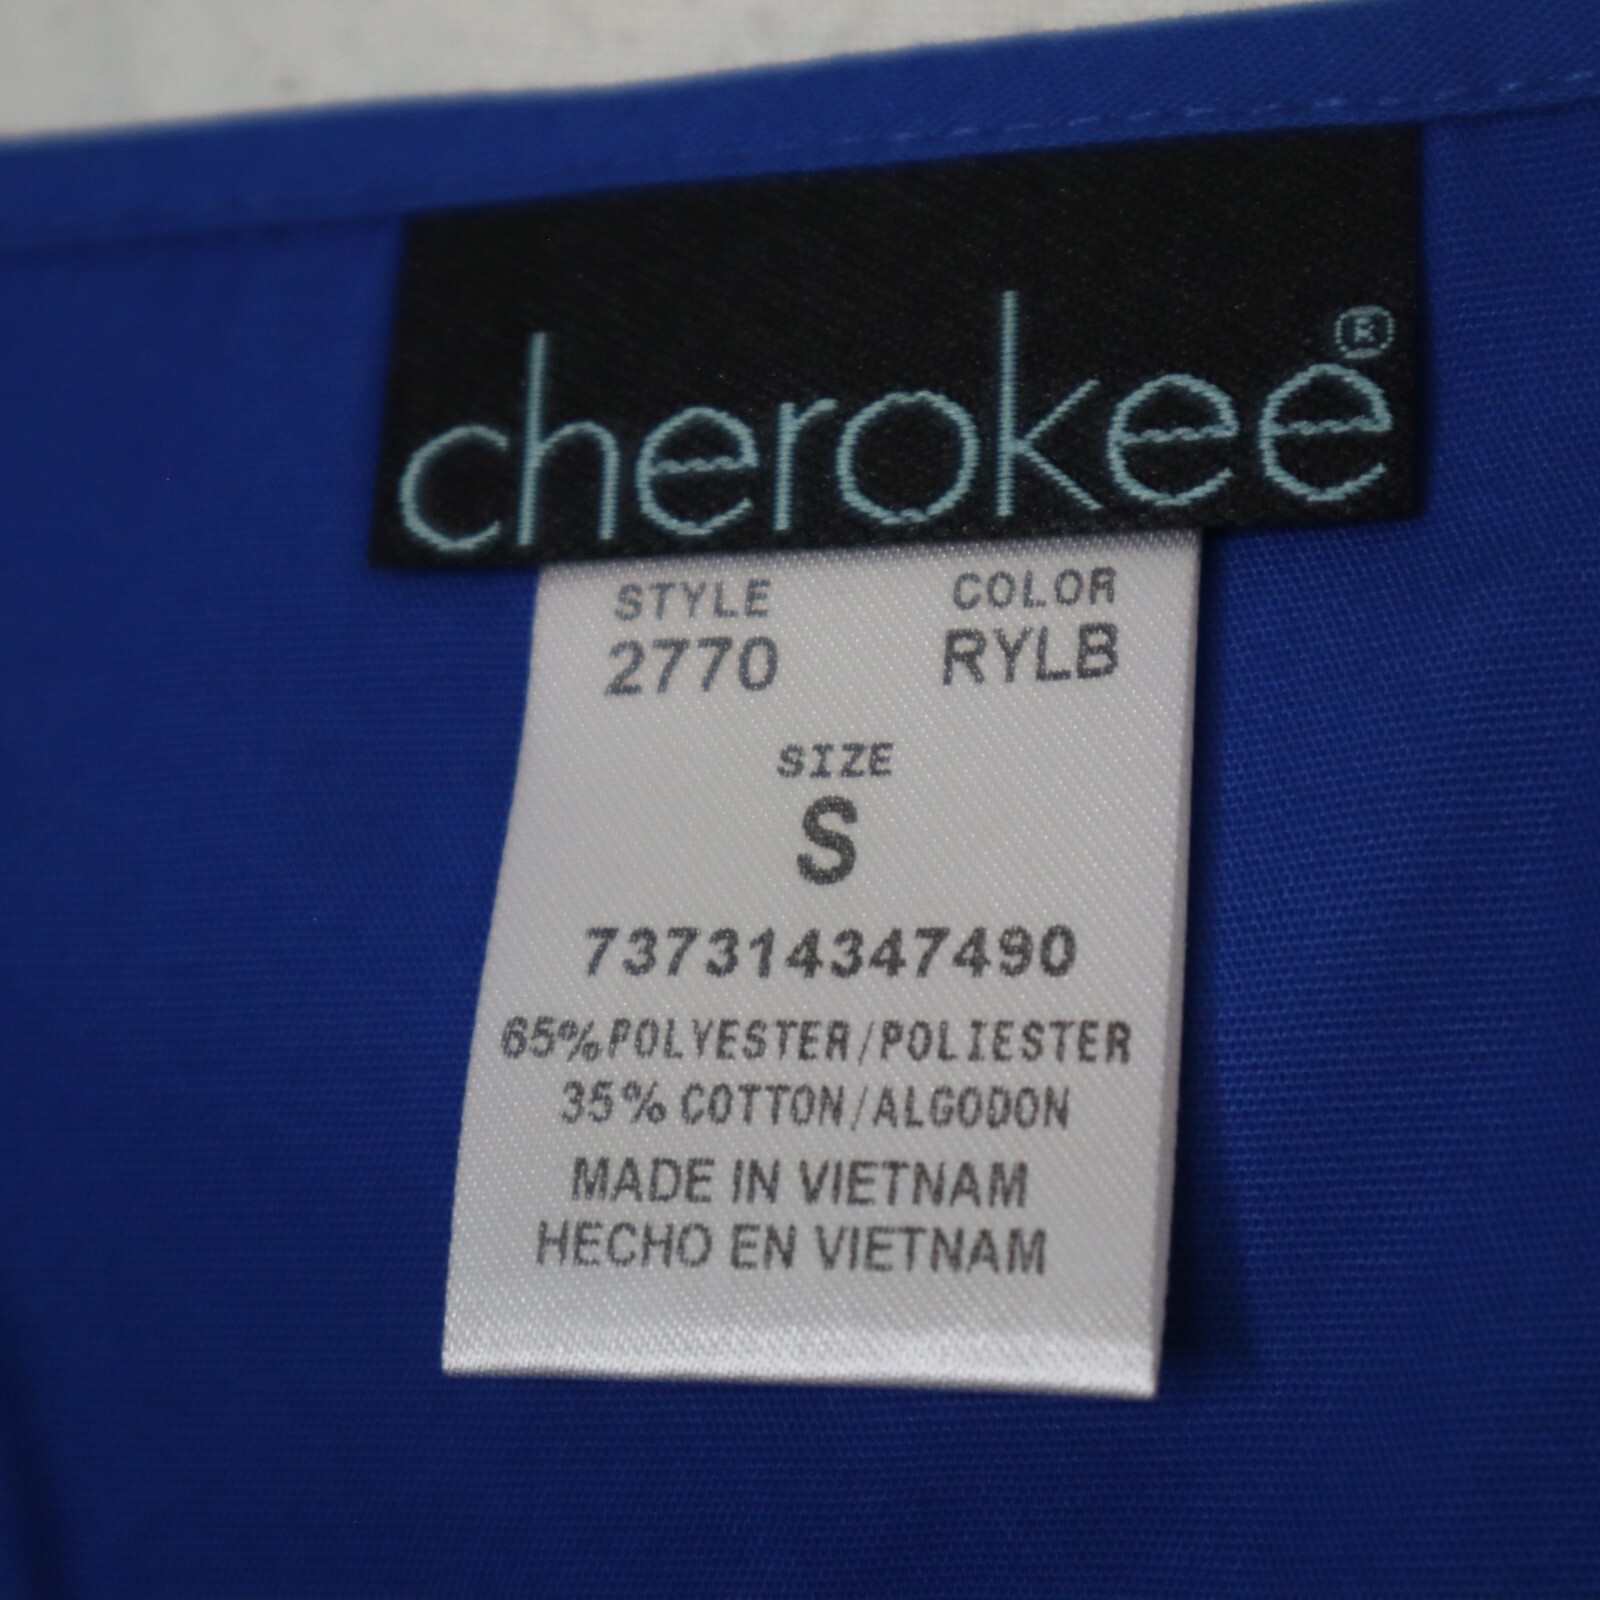 cherokee®
STYLE COLOR
2770 RYLB
SIZE
S
737314347490
65% POLYESTER/POLIESTER
35% COTTON/ALGODON
MADE IN VIETNAM
HECHO EN VIETNAM